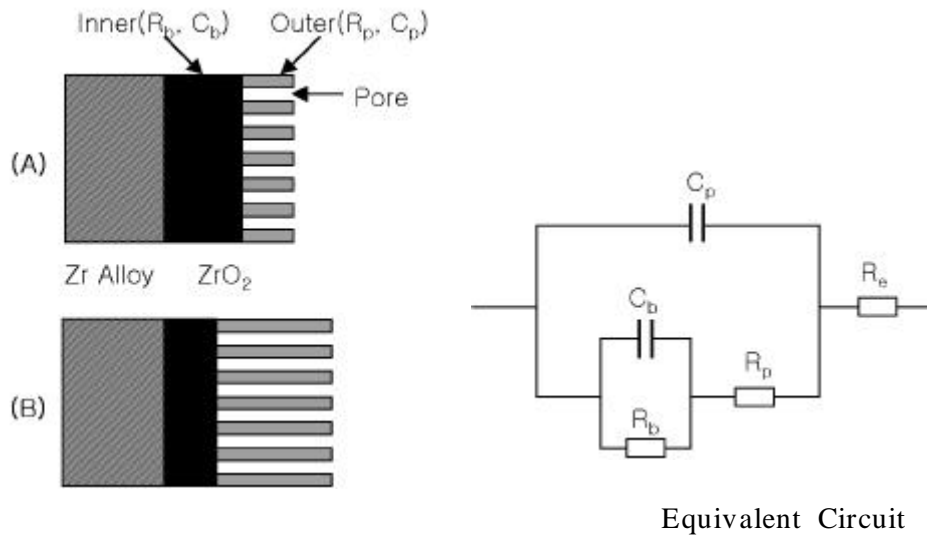 Inner(R_b, C_b)
Outer(R_p, C_p)
Pore
(A)
Zr Alloy
ZrO₂
(B)
C_p
R_e
C_b
R_p
R_b
Equivalent Circuit